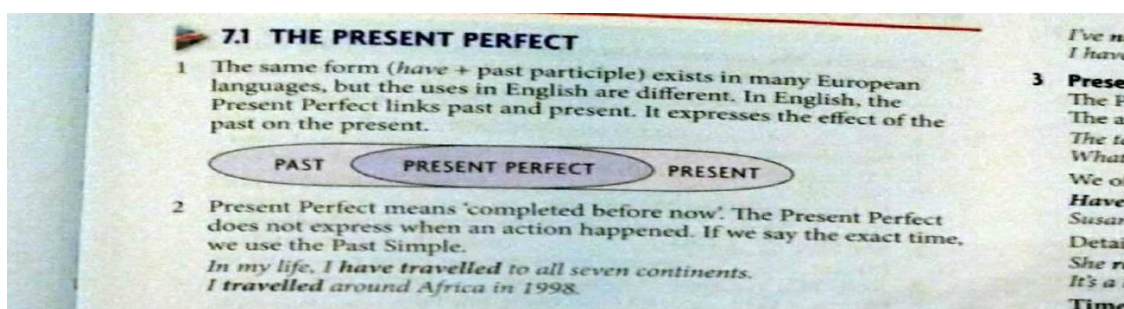 7.1 THE PRESENT PERFECT
1 The same form (have + past participle) exists in many European
languages, but the uses in English are different. In English, the
Present Perfect links past and present. It expresses the effect of the
past on the present.
PAST PRESENT PERFECT PRESENT
2 Present Perfect means 'completed before now'. The Present Perfect
does not express when an action happened. If we say the exact time,
we use the Past Simple.
In my life, I have travelled to all seven continents.
I travelled around Africa in 1998.
I've
I have
3
The
The
The
What
We
Have
She
It's a
Time